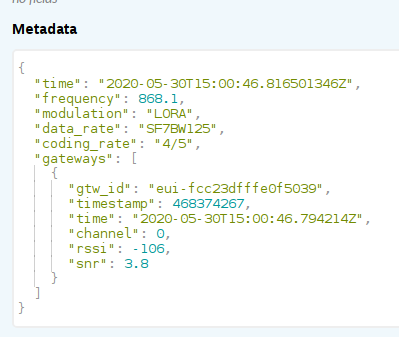 no fields
Metadata
{
"time": "2020-05-30T15:00:46.816501346Z",
"frequency": 868.1,
"modulation": "LORA",
"data_rate": "SF7BW125",
"coding_rate": "4/5",
"gateways": [
{
"gtw_id": "eui-fcc23dfffe0f5039",
"timestamp": 468374267,
"time": "2020-05-30T15:00:46.794214Z",
"channel": 0,
"rssi": -106,
"snr": 3.8
}
]
}